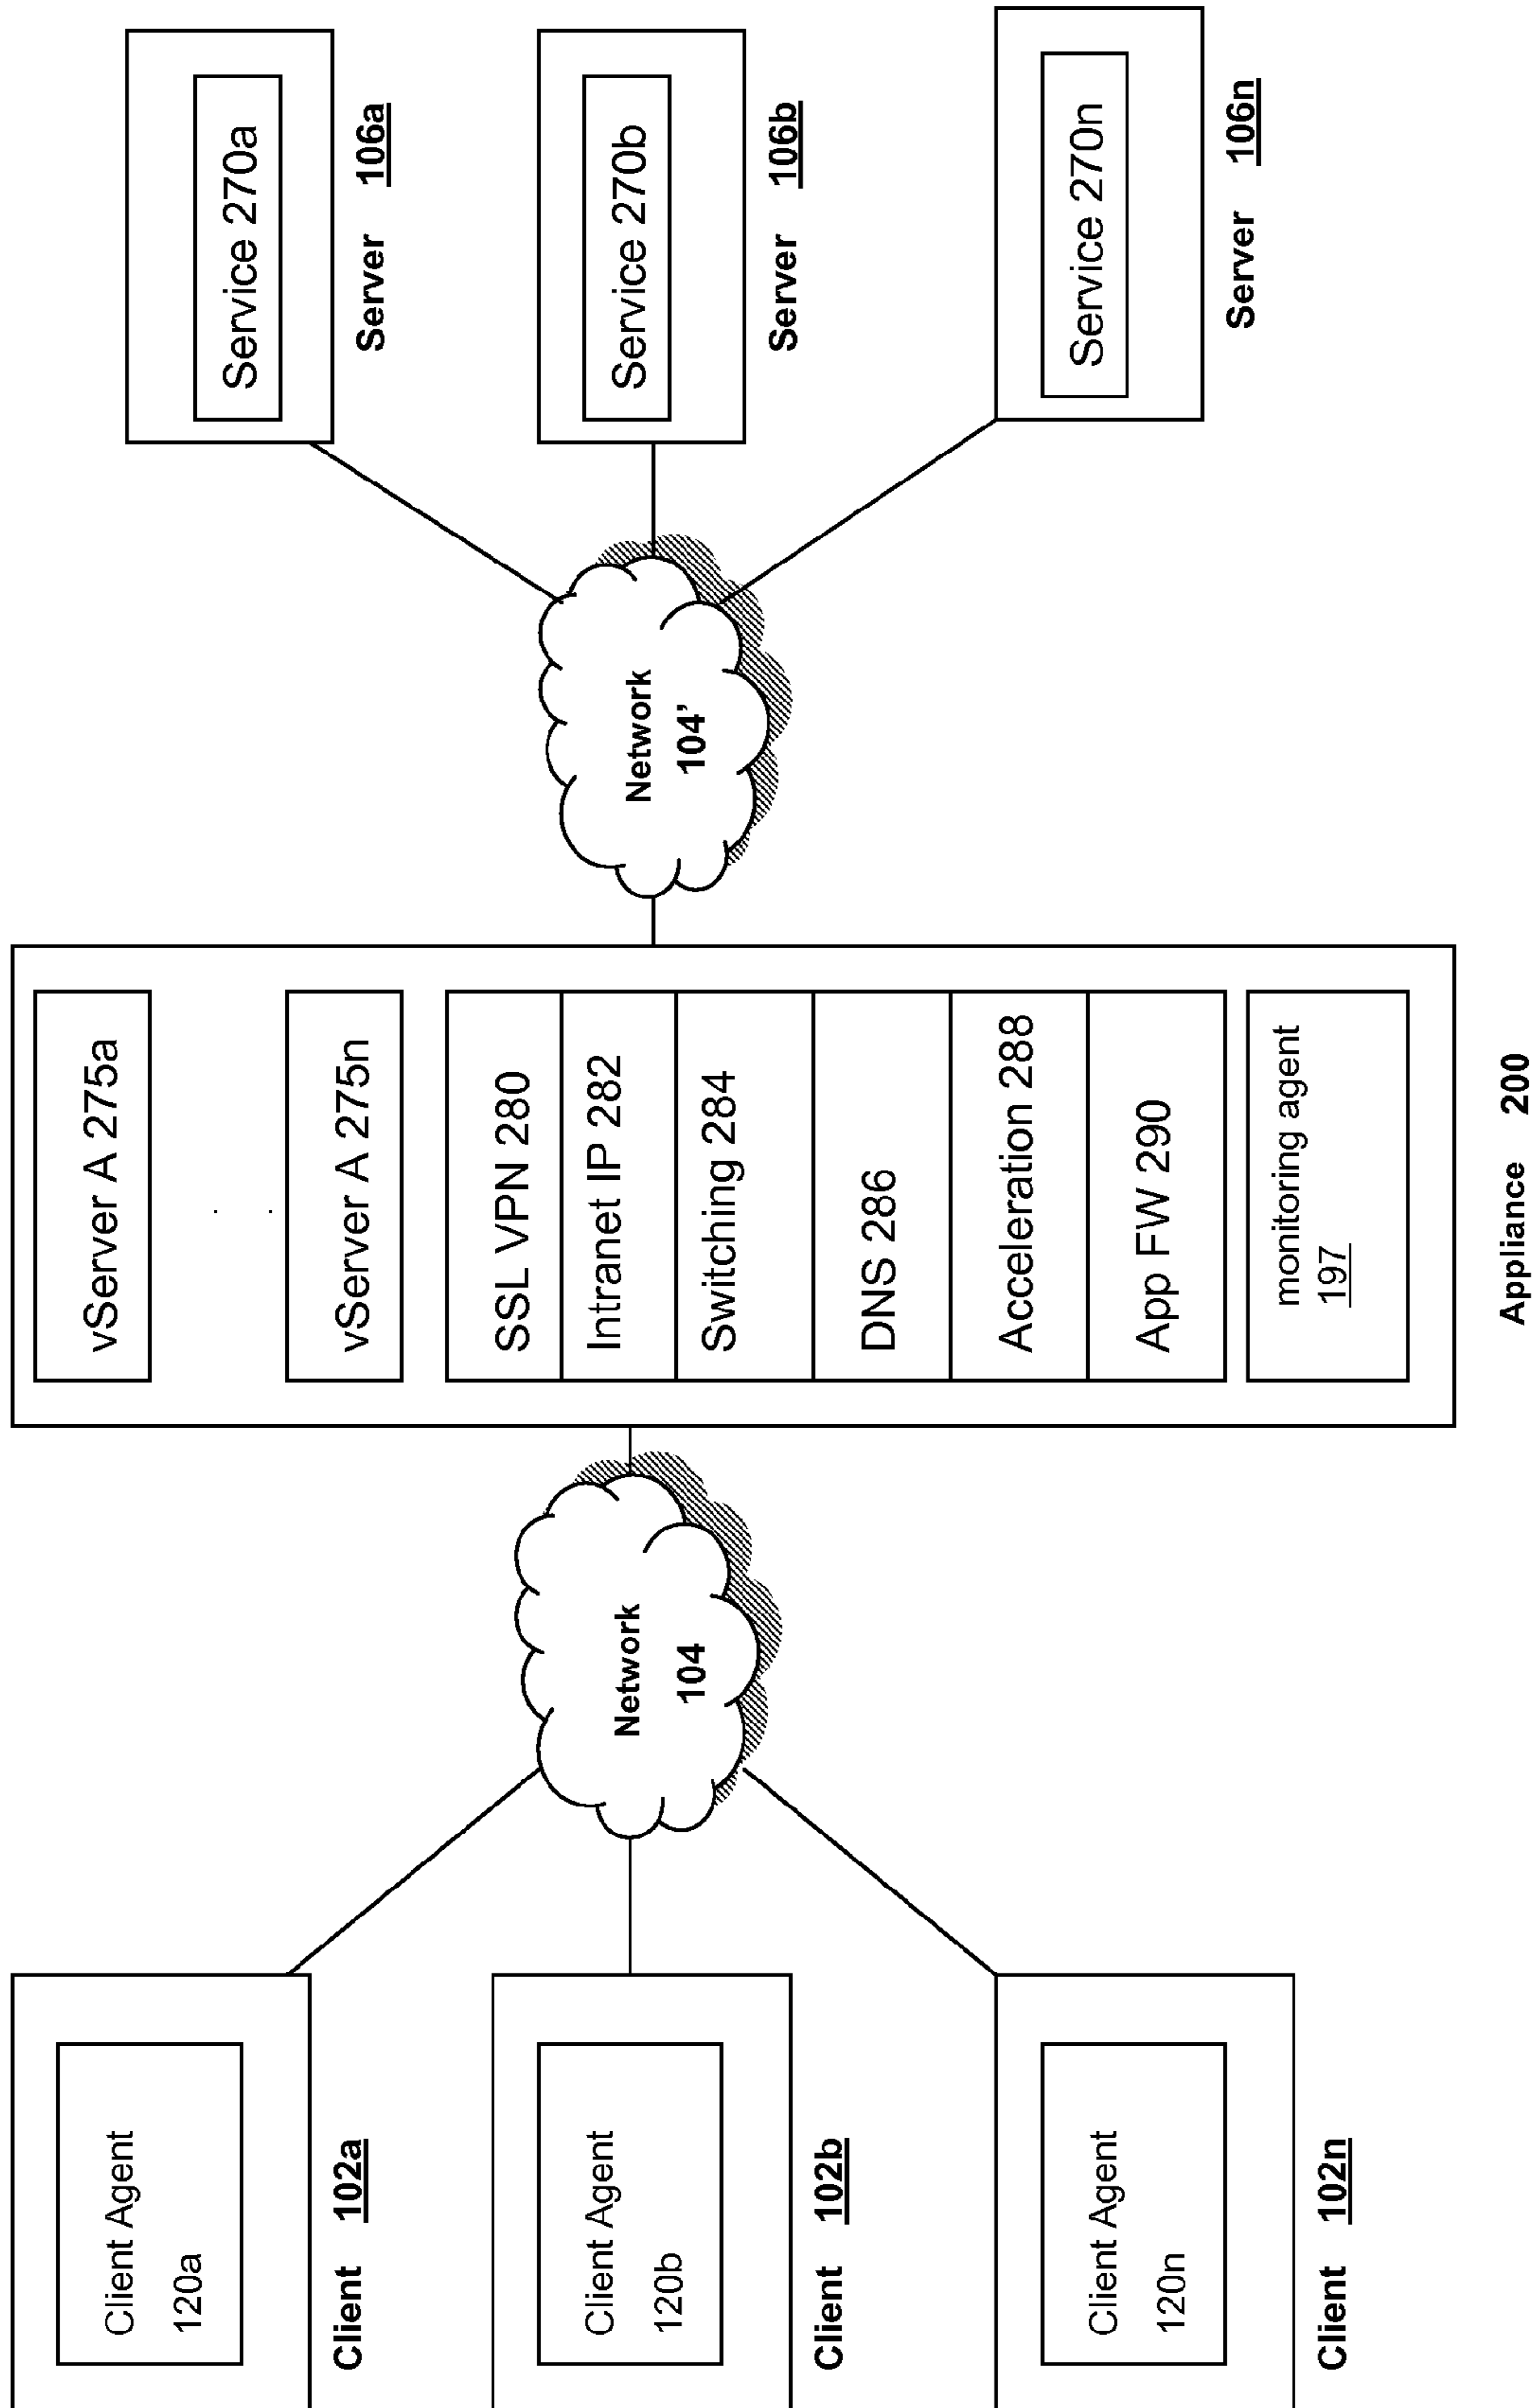 Client Agent
120a
Client 102a
Client Agent
120b
Client 102b
Client Agent
120n
Client 102n
Network
104
vServer A 275a
. .
vServer A 275n
SSL VPN 280
Intranet IP 282
Switching 284
DNS 286
Acceleration 288
App FW 290
monitoring agent
197
Appliance 200
Network
104’
Service 270a
Server 106a
Service 270b
Server 106b
Service 270n
Server 106n